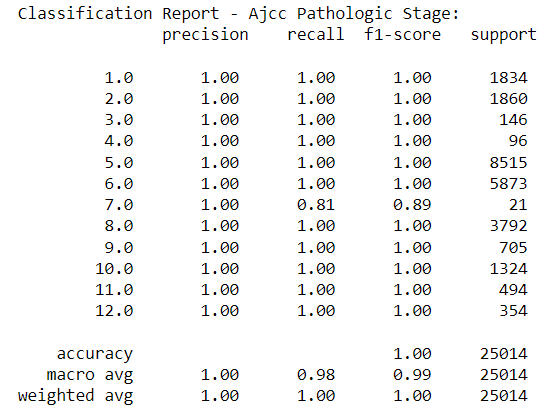 Classification Report - Ajcc Pathologic Stage:
precision recall f1-score support
1.0 1.00 1.00 1.00 1834
2.0 1.00 1.00 1.00 1860
3.0 1.00 1.00 1.00 146
4.0 1.00 1.00 1.00 96
5.0 1.00 1.00 1.00 8515
6.0 1.00 1.00 1.00 5873
7.0 1.00 0.81 0.89 21
8.0 1.00 1.00 1.00 3792
9.0 1.00 1.00 1.00 705
10.0 1.00 1.00 1.00 1324
11.0 1.00 1.00 1.00 494
12.0 1.00 1.00 1.00 354
accuracy 1.00 25014
macro avg 1.00 0.98 0.99 25014
weighted avg 1.00 1.00 1.00 25014